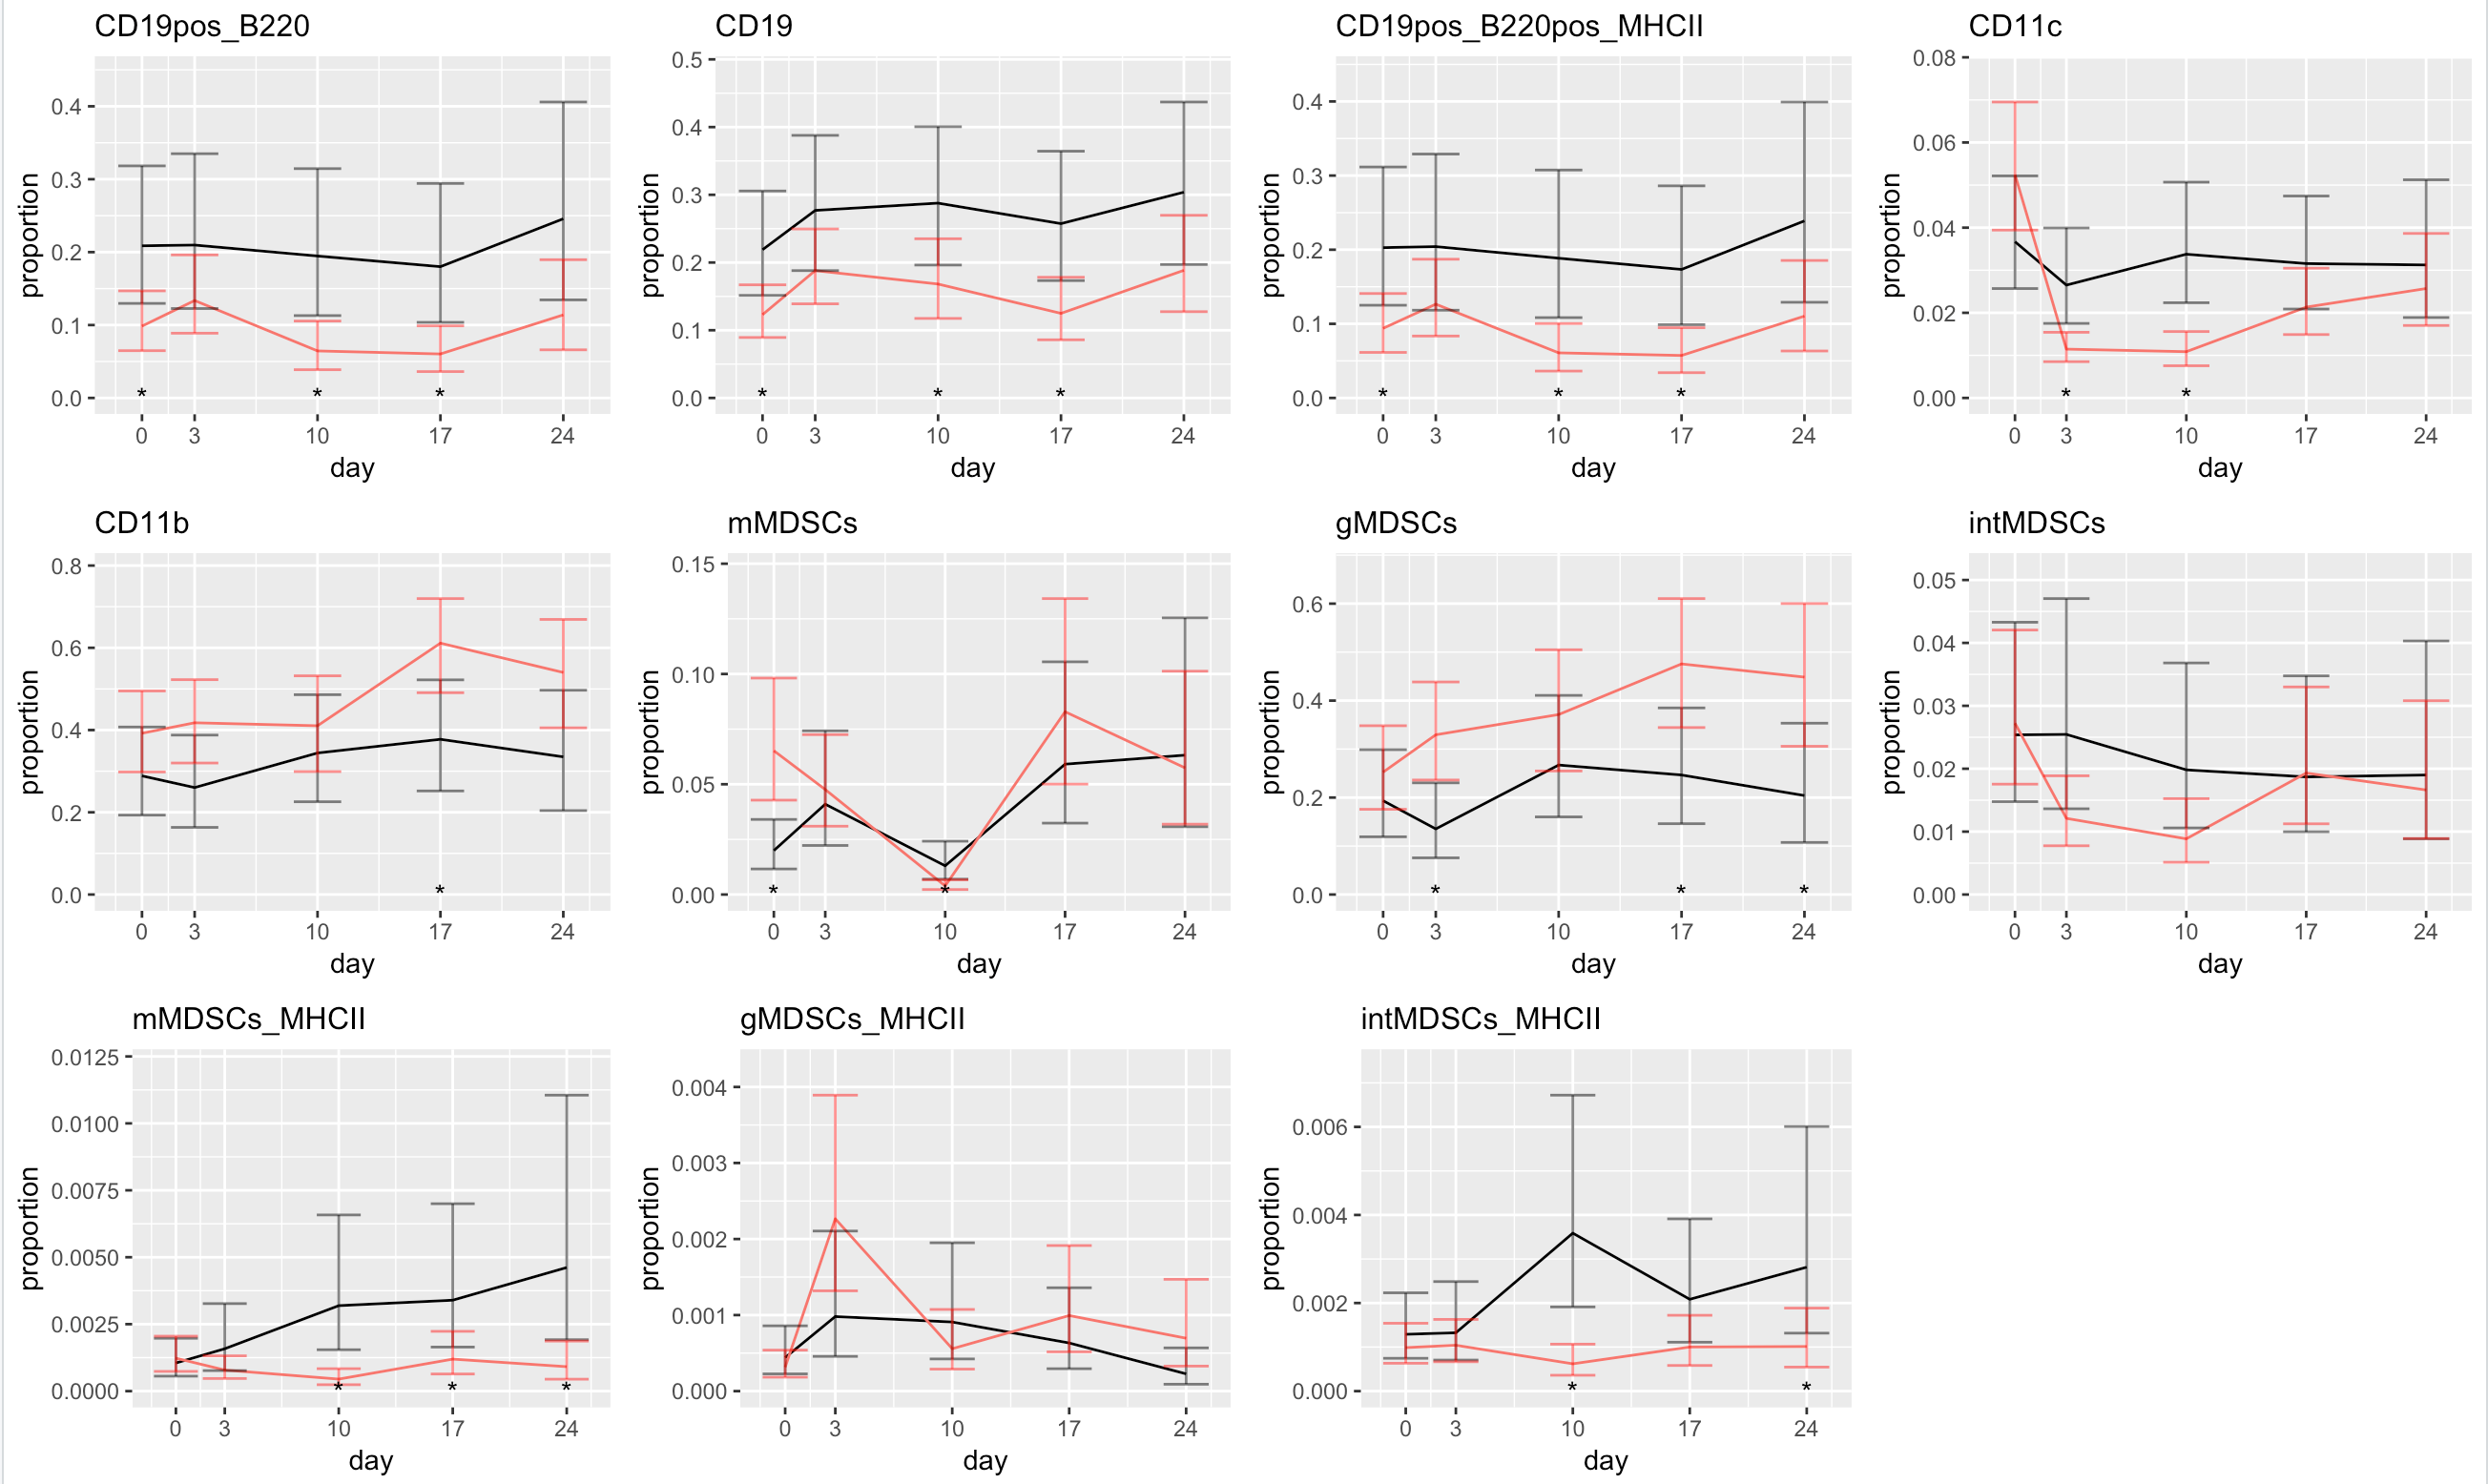 CD19pos_B220
proportion
0.4
0.3
0.2
0.1
0.0
* * *
0 3 10 17 24
day
CD19
proportion
0.5
0.4
0.3
0.2
0.1
0.0
* * *
0 3 10 17 24
day
CD19pos_B220pos_MHCII
proportion
0.4
0.3
0.2
0.1
0.0
* * *
0 3 10 17 24
day
CD11c
proportion
0.08
0.06
0.04
0.02
0.00
* *
0 3 10 17 24
day
CD11b
proportion
0.8
0.6
0.4
0.2
0.0
*
0 3 10 17 24
day
mMDSCs
proportion
0.15
0.10
0.05
0.00
* *
0 3 10 17 24
day
gMDSCs
proportion
0.6
0.4
0.2
0.0
* * *
0 3 10 17 24
day
intMDSCs
proportion
0.05
0.04
0.03
0.02
0.01
0.00
0 3 10 17 24
day
mMDSCs_MHCII
proportion
0.0125
0.0100
0.0075
0.0050
0.0025
0.0000
* * *
0 3 10 17 24
day
gMDSCs_MHCII
proportion
0.004
0.003
0.002
0.001
0.000
0 3 10 17 24
day
intMDSCs_MHCII
proportion
0.006
0.004
0.002
0.000
* *
0 3 10 17 24
day